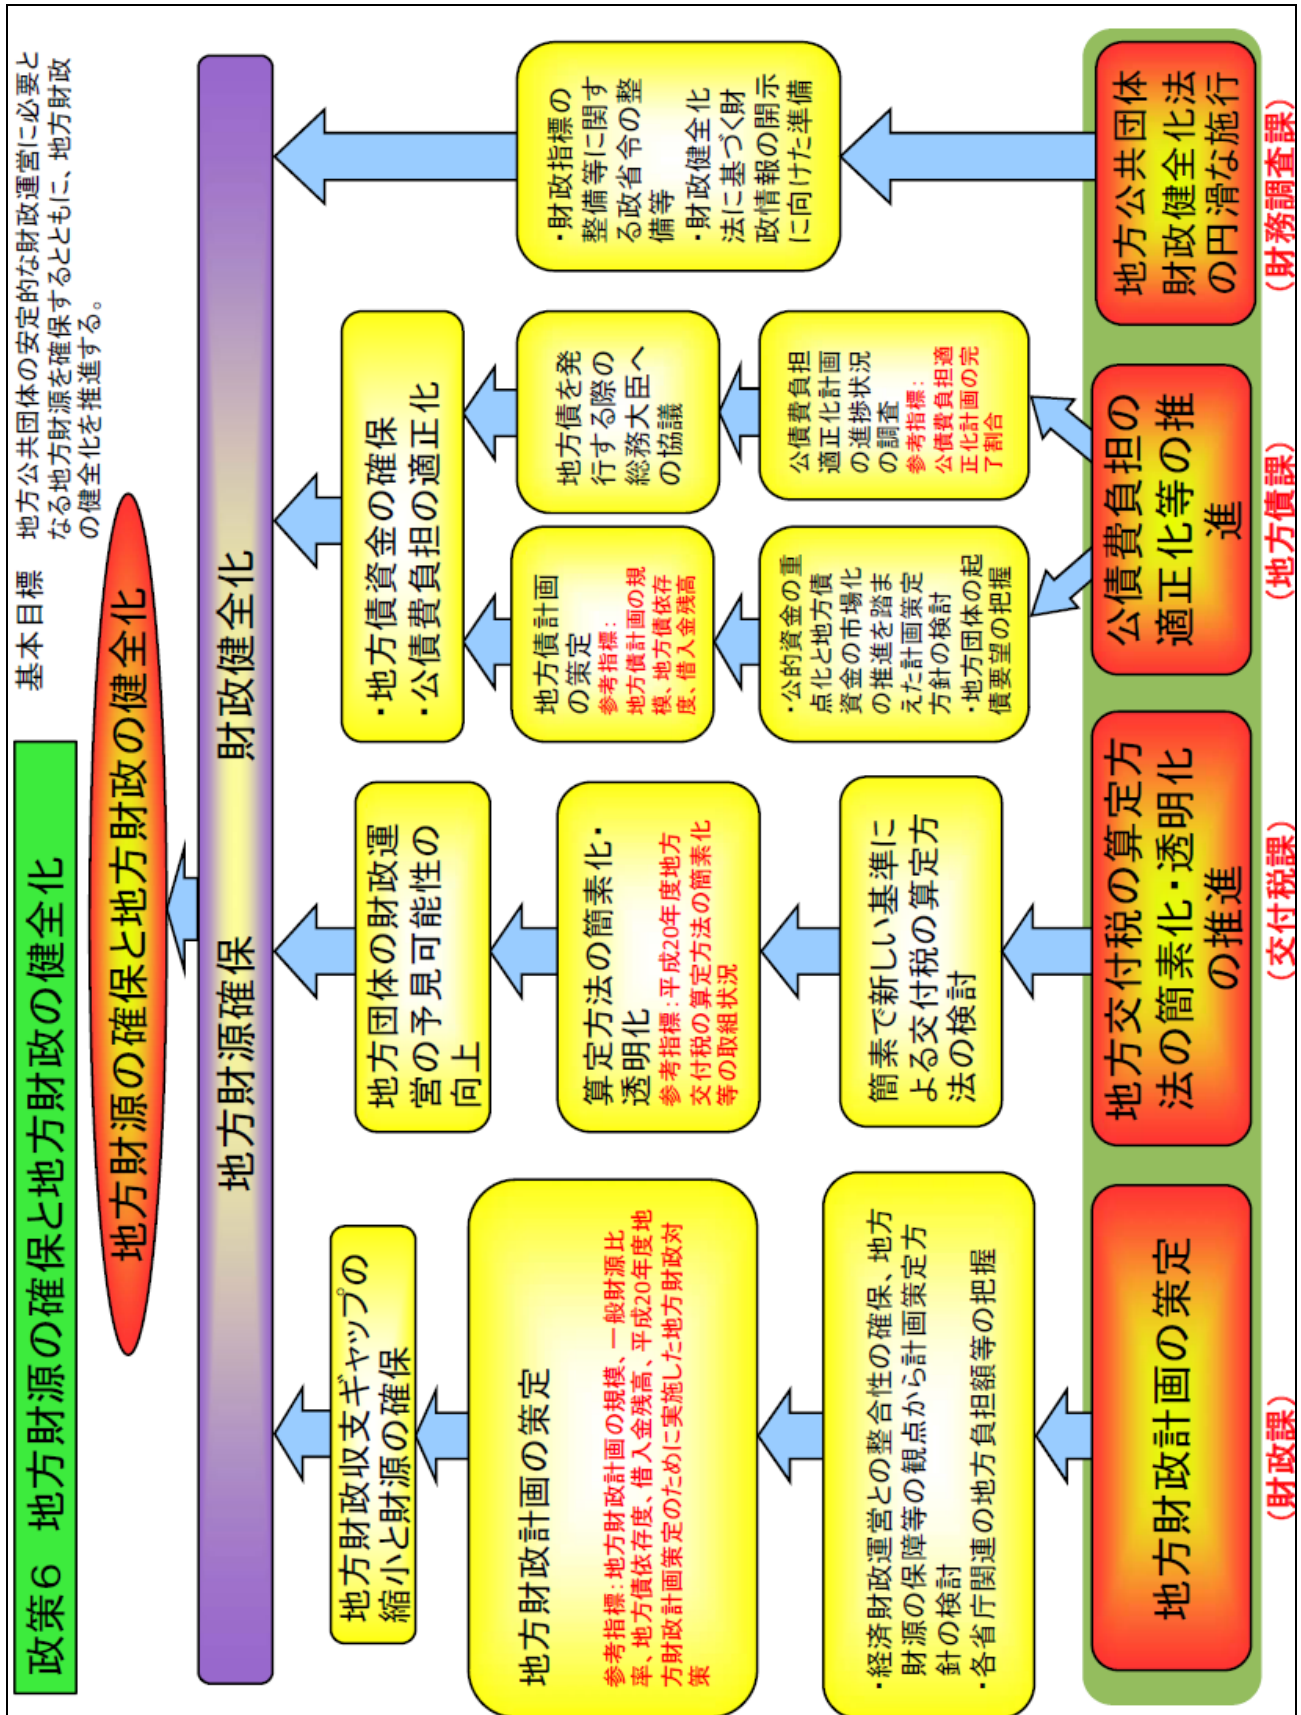 政策６ 地方財源の確保と地方財政の健全化
基本目標 地方公共団体の安定的な財政運営に必要と
なる地方財源を確保するとともに、地方財政
の健全化を推進する。
地方財源の確保と地方財政の健全化
地方財源確保 財政健全化
地方財政収支ギャップの
縮小と財源の確保
地方財政計画の策定
参考指標：地方財政計画の規模、一般財源比
率、地方債依存度、借入金残高、平成20年度地
方財政計画策定のために実施した地方財政対
策
・経済財政運営との整合性の確保、地方
財源の保障等の観点から計画策定方
針の検討
・各省庁関連の地方負担額等の把握
地方財政計画の策定
（財政課）
地方団体の財政運
営の予見可能性の
向上
算定方法の簡素化・
透明化
参考指標：平成20年度地方
交付税の算定方法の簡素化
等の取組状況
簡素で新しい基準に
よる交付税の算定方
法の検討
地方交付税の算定方
法の簡素化・透明化
の推進
（交付税課）
・地方債資金の確保
・公債費負担の適正化
地方債計画
の策定
参考指標：
地方債計画の規
模、地方債依存
度、借入金残高
・公的資金の重
点化と地方債
資金の市場化
の推進を踏ま
えた計画策定
方針の検討
・地方団体の起
債要望の把握
地方債を発
行する際の
総務大臣へ
の協議
公債費負担
適正化計画
の進捗状況
の調査
参考指標：
公債費負担適
正化計画の完
了割合
公債費負担の
適正化等の推
進
（地方債課）
・財政指標の
整備等に関す
る政省令の整
備等
・財政健全化
法に基づく財
政情報の開示
に向けた準備
地方公共団体
財政健全化法
の円滑な施行
（財務調査課）